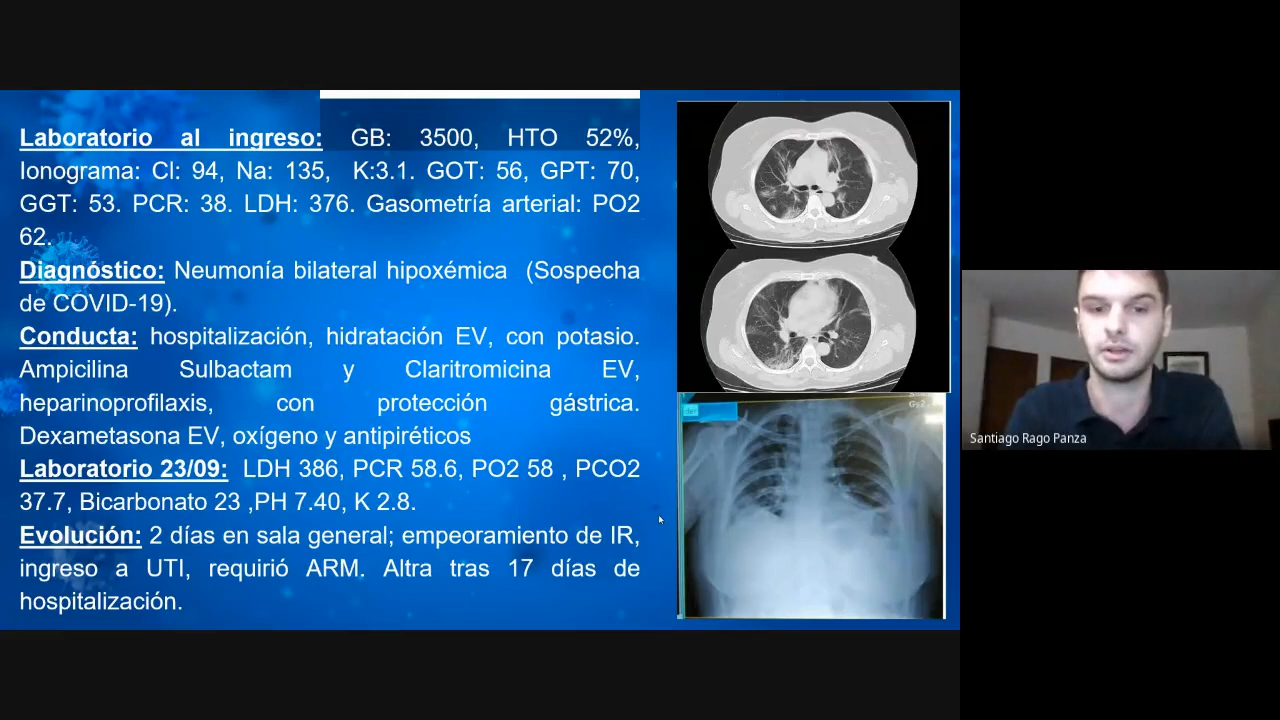 Laboratorio al ingreso: GB: 3500, HTO 52%,
Ionograma: Cl: 94, Na: 135, K:3.1. GOT: 56, GPT: 70,
GGT: 53. PCR: 38. LDH: 376. Gasometría arterial: PO2
62.
Diagnóstico: Neumonía bilateral hipoxémica (Sospecha
de COVID-19).
Conducta: hospitalización, hidratación EV, con potasio.
Ampicilina Sulbactam y Claritromicina EV,
heparinoprofilaxis, con protección gástrica.
Dexametasona EV, oxígeno y antipiréticos
Laboratorio 23/09: LDH 386, PCR 58.6, PO2 58 , PCO2
37.7, Bicarbonato 23 ,PH 7.40, K 2.8.
Evolución: 2 días en sala general; empeoramiento de IR,
ingreso a UTI, requirió ARM. Altra tras 17 días de
hospitalización.
der
Santiago Rago Panza